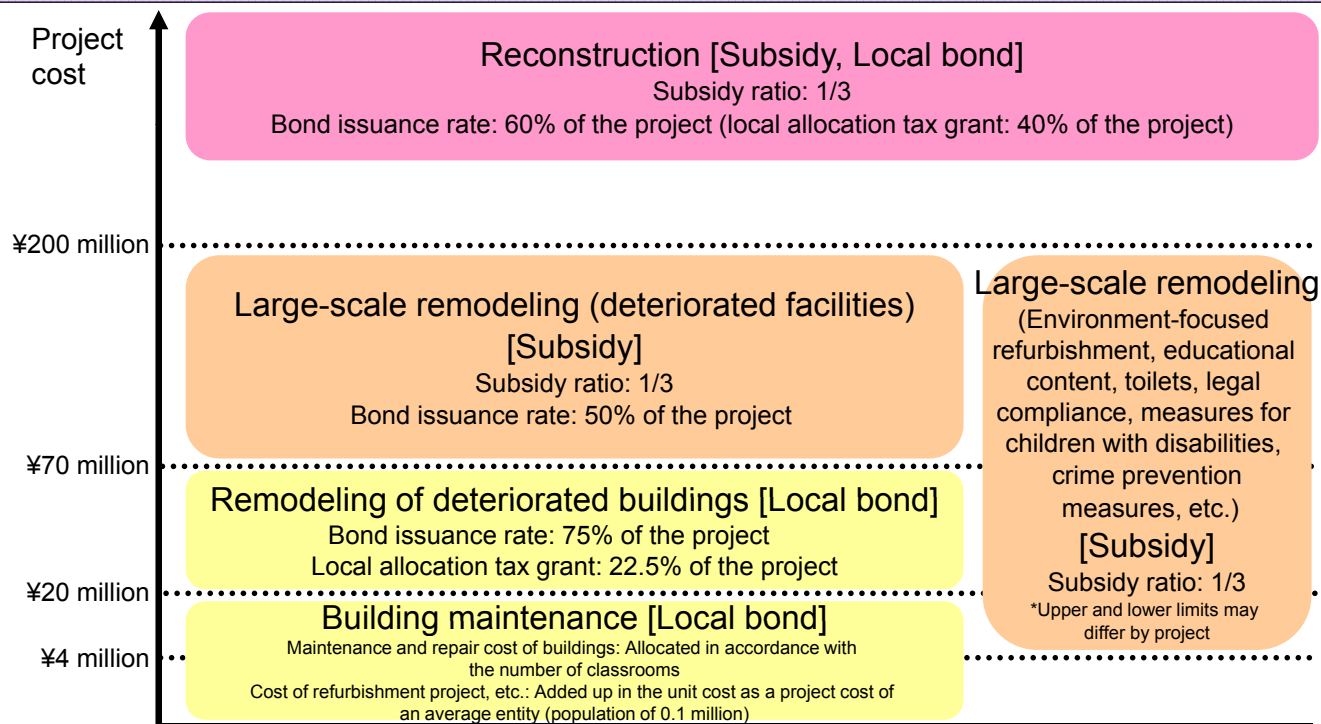 Project
cost
Reconstruction [Subsidy, Local bond]
Subsidy ratio: 1/3
Bond issuance rate: 60% of the project (local allocation tax grant: 40% of the project)
¥200 million
Large-scale remodeling (deteriorated facilities)
[Subsidy]
Subsidy ratio: 1/3
Bond issuance rate: 50% of the project
Large-scale remodeling
(Environment-focused
refurbishment, educational
content, toilets, legal
compliance, measures for
children with disabilities,
crime prevention
measures, etc.)
[Subsidy]
Subsidy ratio: 1/3
*Upper and lower limits may
differ by project
¥70 million
Remodeling of deteriorated buildings [Local bond]
Bond issuance rate: 75% of the project
Local allocation tax grant: 22.5% of the project
¥20 million
Building maintenance [Local bond]
Maintenance and repair cost of buildings: Allocated in accordance with
the number of classrooms
Cost of refurbishment project, etc.: Added up in the unit cost as a project cost of
an average entity (population of 0.1 million)
¥4 million